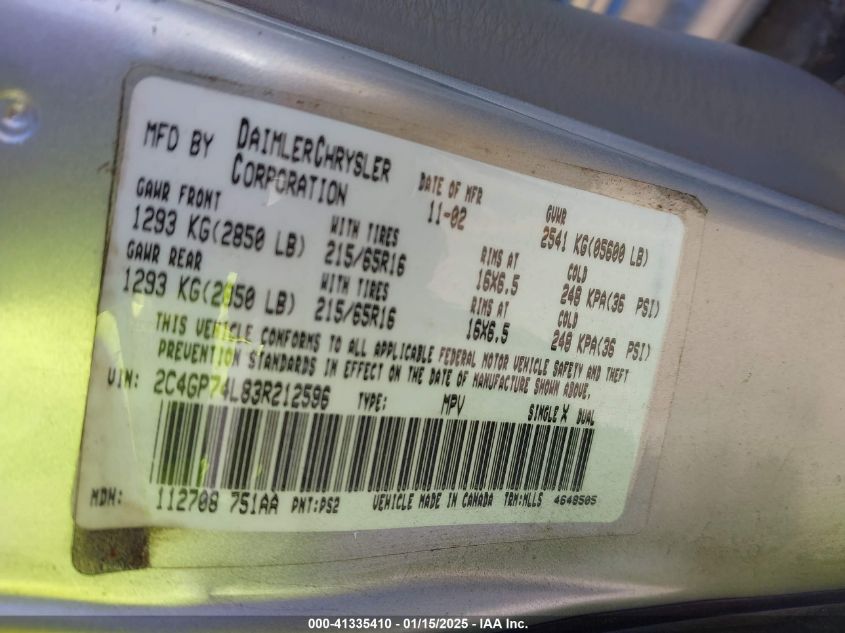 MFD BY DAIMLERCHRYSLER CORPORATION DATE OF MFR 11-02 GVWR 2541 KG(05600 LB)
GAWR FRONT 1293 KG(2850 LB) WITH TIRES 215/65R16 RIMS AT 16X6.5 COLD 248 KPA(36 PSI)
GAWR REAR 1293 KG(2850 LB) WITH TIRES 215/65R16 RIMS AT 16X6.5 COLD 248 KPA(36 PSI)
THIS VEHICLE CONFORMS TO ALL APPLICABLE FEDERAL MOTOR VEHICLE SAFETY AND THEFT
PREVENTION STANDARDS IN EFFECT ON THE DATE OF MANUFACTURE SHOWN ABOVE.
VIN: 2C4GP74L83R212596 TYPE: MPV SINGLE X DUAL
MDH: 112708 751AA PNT:PS2 VEHICLE MADE IN CANADA TRM:MLLS 4648505
000-41335410 - 01/15/2025 - IAA Inc.